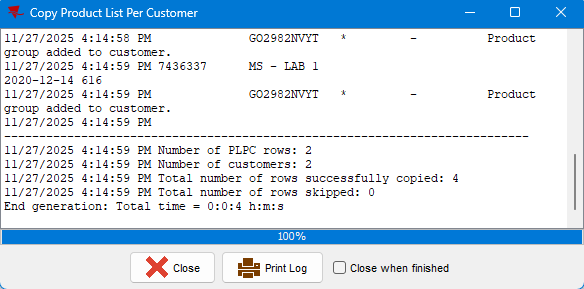 Copy Product List Per Customer
11/27/2025 4:14:58 PM GO2982NVYT * - Product
group added to customer.
11/27/2025 4:14:59 PM 7436337 MS - LAB 1
2020-12-14 616
11/27/2025 4:14:59 PM GO2982NVYT * - Product
group added to customer.
11/27/2025 4:14:59 PM
---------------------------------------------------------------------------
11/27/2025 4:14:59 PM Number of PLPC rows: 2
11/27/2025 4:14:59 PM Number of customers: 2
11/27/2025 4:14:59 PM Total number of rows successfully copied: 4
11/27/2025 4:14:59 PM Total number of rows skipped: 0
End generation: Total time = 0:0:4 h:m:s
100%
Close
Print Log
Close when finished